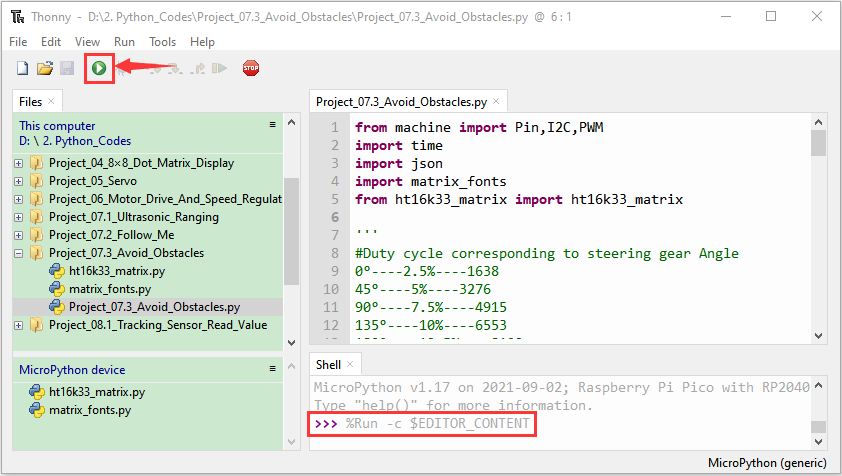 Thonny - D:\2. Python_Codes\Project_07.3_Avoid_Obstacles\Project_07.3_Avoid_Obstacles.py @ 6 : 1
File Edit View Run Tools Help
STOP
Files
This computer
D: \ 2. Python_Codes
Project_04_8×8_Dot_Matrix_Display
Project_05_Servo
Project_06_Motor_Drive_And_Speed_Regulat
Project_07.1_Ultrasonic_Ranging
Project_07.2_Follow_Me
Project_07.3_Avoid_Obstacles
ht16k33_matrix.py
matrix_fonts.py
Project_07.3_Avoid_Obstacles.py
Project_08.1_Tracking_Sensor_Read_Value
MicroPython device
ht16k33_matrix.py
matrix_fonts.py
Project_07.3_Avoid_Obstacles.py
1 from machine import Pin,I2C,PWM
2 import time
3 import json
4 import matrix_fonts
5 from ht16k33_matrix import ht16k33_matrix
6
7 '''
8 #Duty cycle corresponding to steering gear Angle
9 0°----2.5%----1638
10 45°----5%----3276
11 90°----7.5%----4915
12 135°----10%----6553
Shell
MicroPython v1.17 on 2021-09-02; Raspberry Pi Pico with RP2040
Type "help()" for more information.
>>> %Run -c $EDITOR_CONTENT
MicroPython (generic)